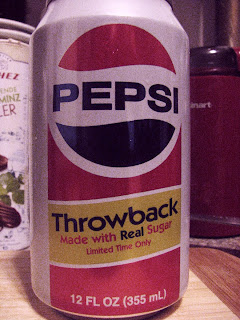 PEPSI
Throwback
Made with Real Sugar
Limited Time Only
12 FL OZ (355 mL)